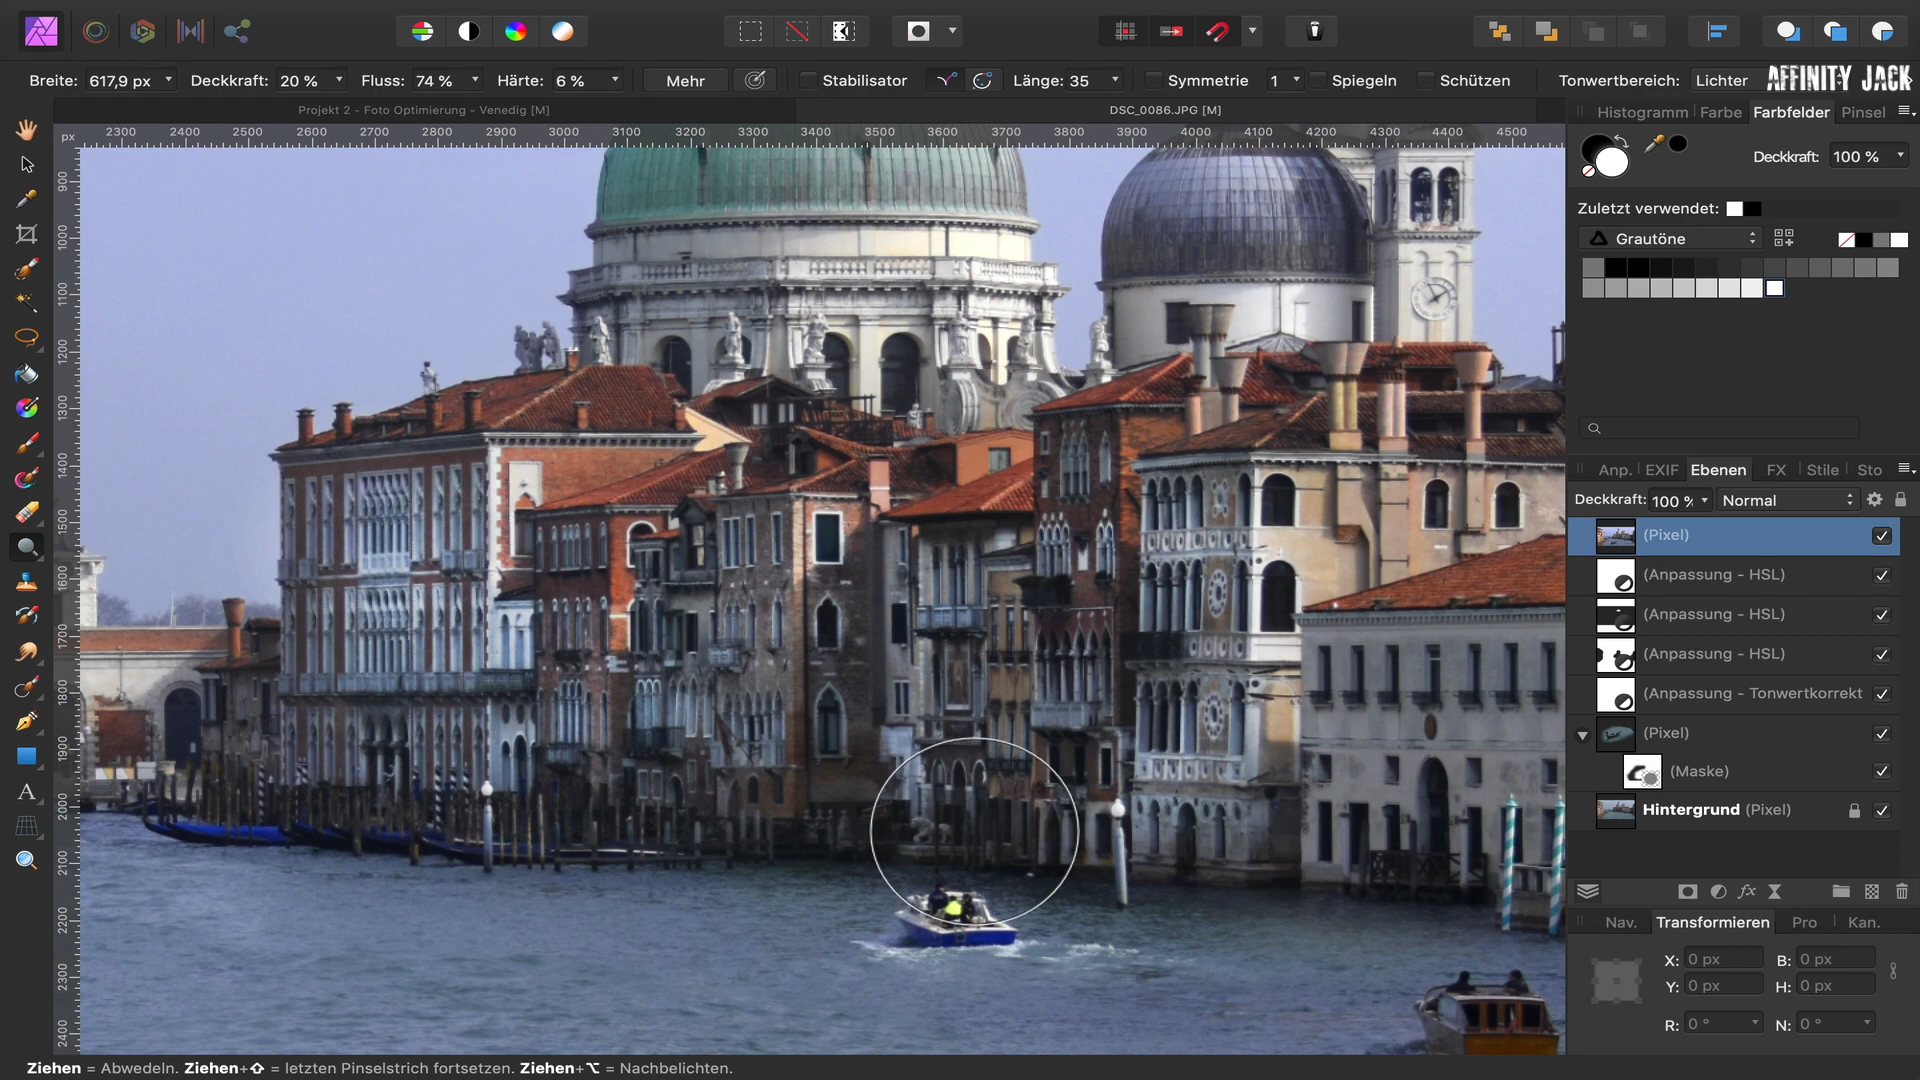 Breite: 617,9 px Deckkraft: 20 % Fluss: 74 % Härte: 6 % Mehr Stabilisator Länge: 35 Symmetrie 1 Spiegeln Schützen Tonwertbereich: Lichter
AFFINITY JACK
Projekt 2 - Foto Optimierung - Venedig [M] DSC_0086.JPG [M]
Histogramm Farbe Farbfelder Pinsel
px 2300 2400 2500 2600 2700 2800 2900 3000 3100 3200 3300 3400 3500 3600 3700 3800 3900 4000 4100 4200 4300 4400 4500
900
1000
1100
1200
1300
1400
1500
1600
1700
1800
1900
2000
2100
2200
2300
2400
Deckkraft: 100 %
Zuletzt verwendet:
Grautöne
Anp. EXIF Ebenen FX Stile Sto
Deckkraft: 100 % Normal
(Pixel)
(Anpassung - HSL)
(Anpassung - HSL)
(Anpassung - HSL)
(Anpassung - Tonwertkorrekt
(Pixel)
(Maske)
Hintergrund (Pixel)
fx
Nav. Transformieren Pro Kan.
X: 0 px B: 0 px
Y: 0 px H: 0 px
R: 0 ° N: 0 °
Ziehen = Abwedeln. Ziehen+⇧ = letzten Pinselstrich fortsetzen. Ziehen+⌥ = Nachbelichten.